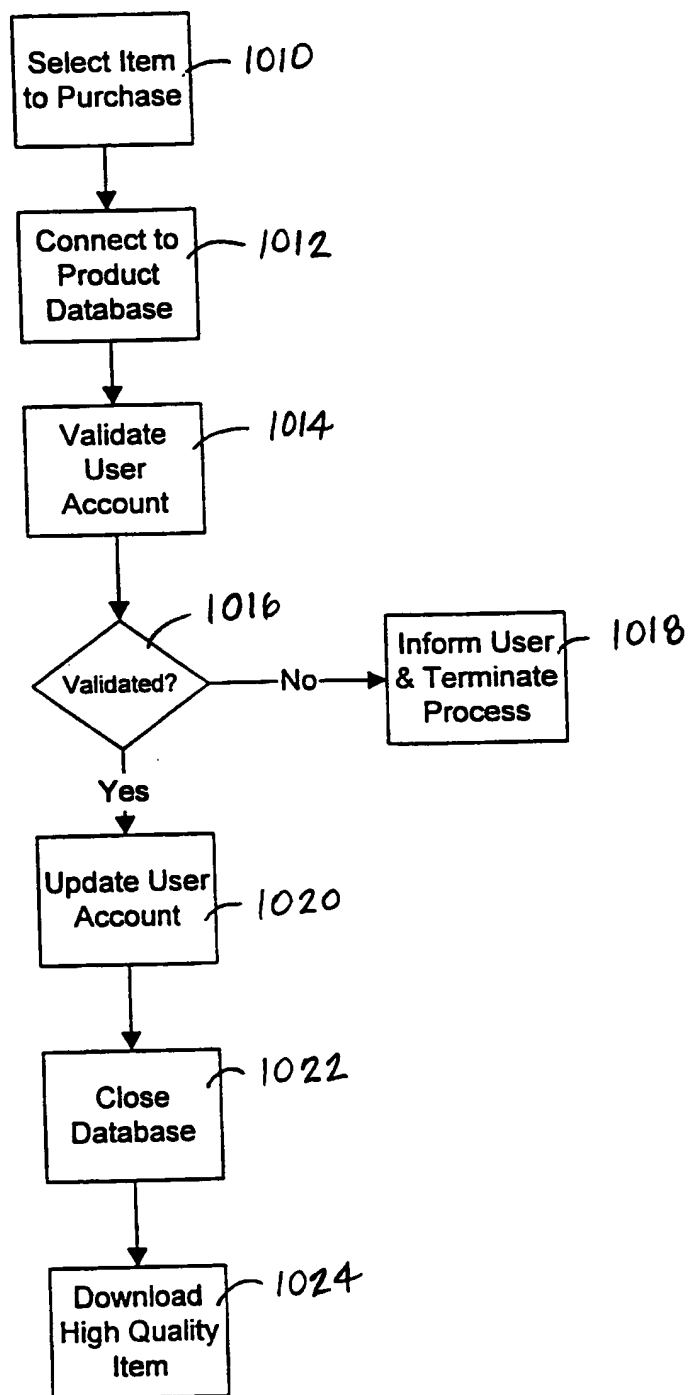 Select Item
to Purchase
1010
Connect to
Product
Database
1012
Validate
User
Account
1014
Validated?
1016
No
Inform User
& Terminate
Process
1018
Yes
Update User
Account
1020
Close
Database
1022
Download
High Quality
Item
1024